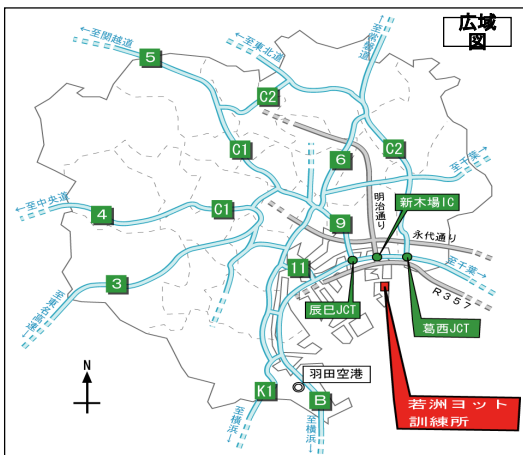 広域
図
←至関越道
←至東北道
至常磐道
5
C2
C1
6
C2
至千葉→
明治通り
新木場IC
←至中央道
4
C1
9
永代通り
11
至千葉→
3
辰巳JCT
R357
葛西JCT
至東名高速
N
羽田空港
K1
B
若洲ヨット
訓練所
至横浜↓
至横浜↓